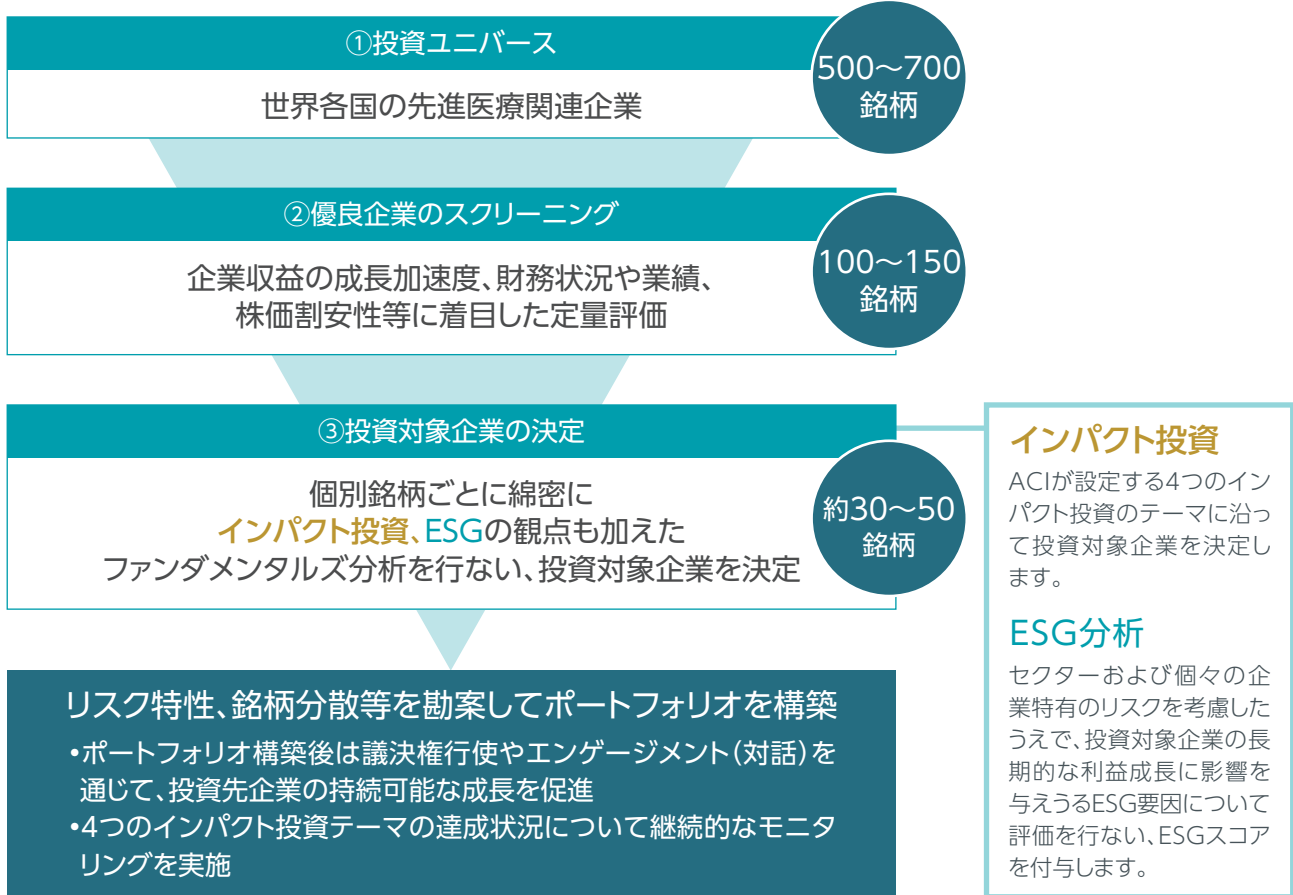 ①投資ユニバース
世界各国の先進医療関連企業
500〜700
銘柄
②優良企業のスクリーニング
企業収益の成長加速度、財務状況や業績、
株価割安性等に着目した定量評価
100〜150
銘柄
③投資対象企業の決定
個別銘柄ごとに綿密に
インパクト投資、ESGの観点も加えた
ファンダメンタルズ分析を行ない、投資対象企業を決定
約30〜50
銘柄
インパクト投資
ACIが設定する4つのイン
パクト投資のテーマに沿っ
て投資対象企業を決定し
ます。
ESG分析
セクターおよび個々の企
業特有のリスクを考慮した
うえで、投資対象企業の長
期的な利益成長に影響を
与えうるESG要因について
評価を行ない、ESGスコア
を付与します。
リスク特性、銘柄分散等を勘案してポートフォリオを構築
•ポートフォリオ構築後は議決権行使やエンゲージメント(対話)を
通じて、投資先企業の持続可能な成長を促進
•4つのインパクト投資テーマの達成状況について継続的なモニタ
リングを実施